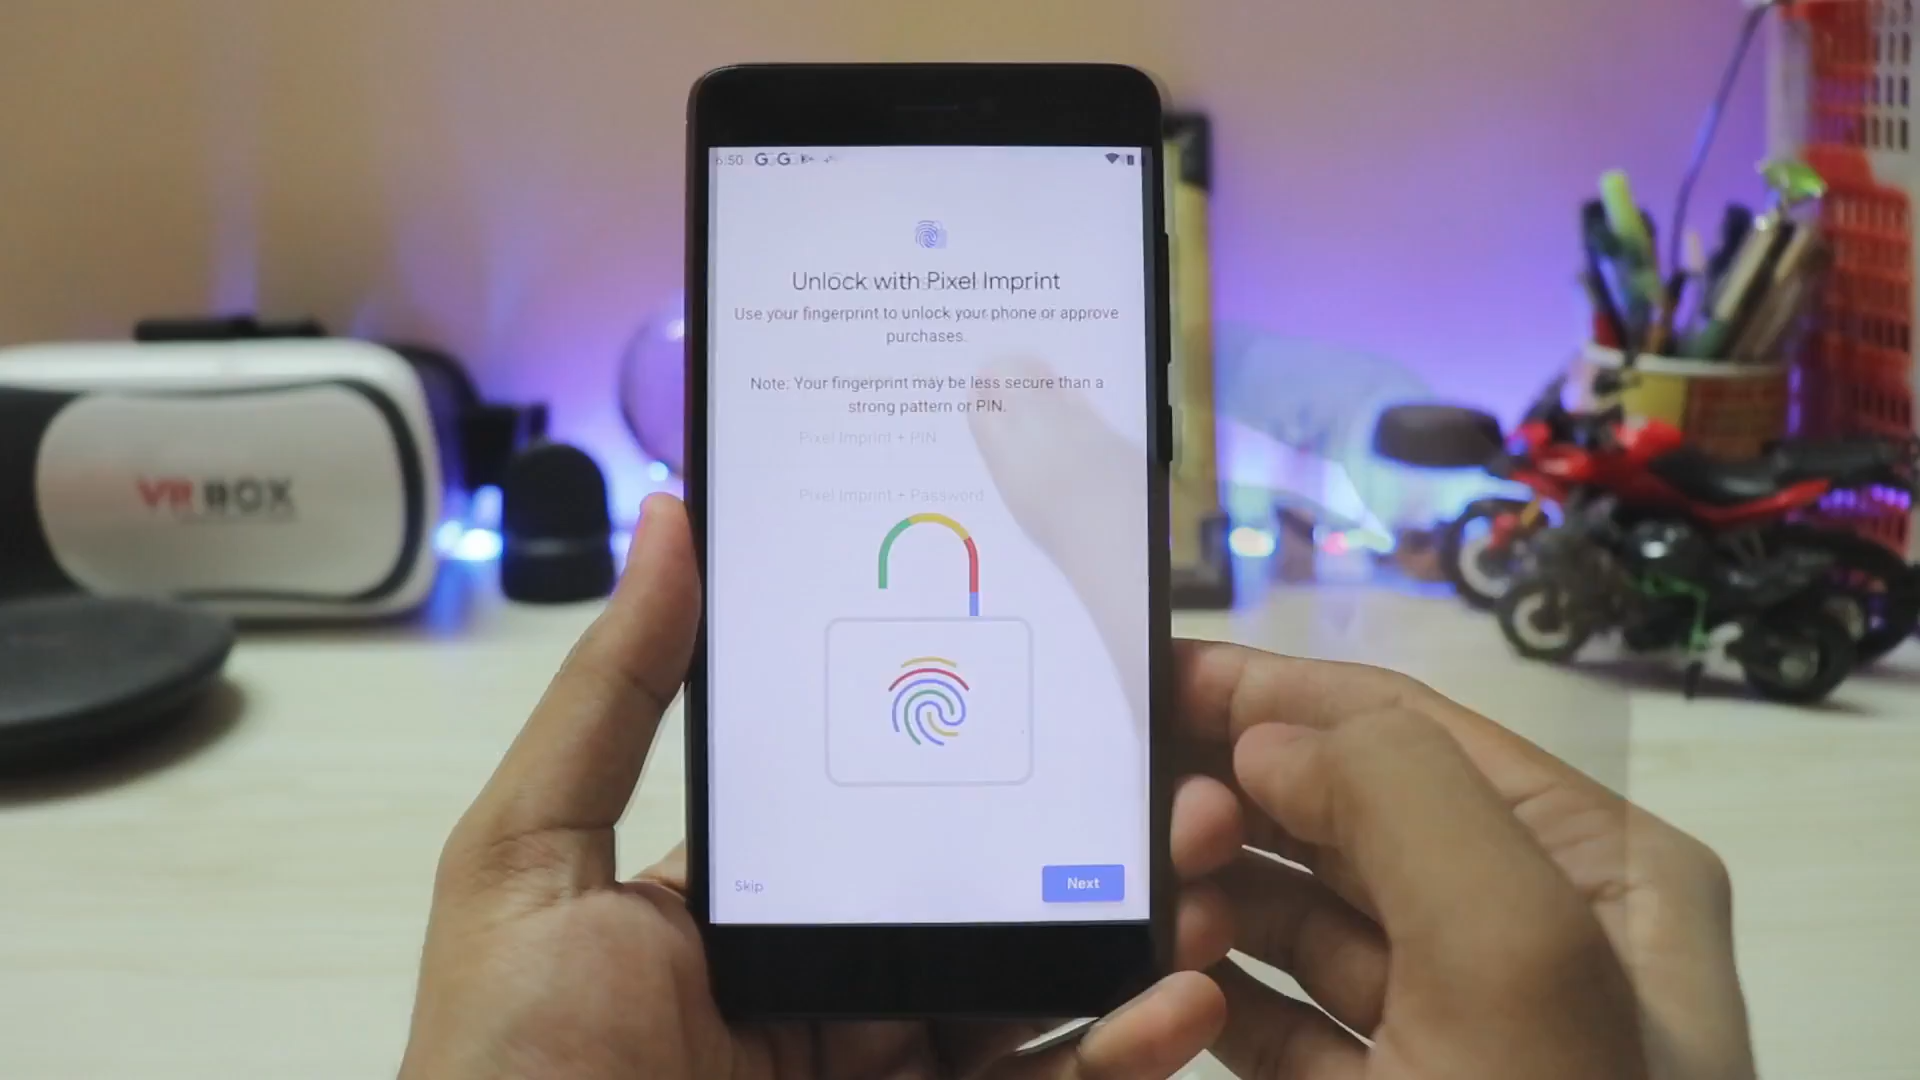 6:50
Unlock with Pixel Imprint
Use your fingerprint to unlock your phone or approve
purchases.
Note: Your fingerprint may be less secure than a
strong pattern or PIN.
Pixel Imprint + PIN
Pixel Imprint + Password
VR BOX
Skip
Next